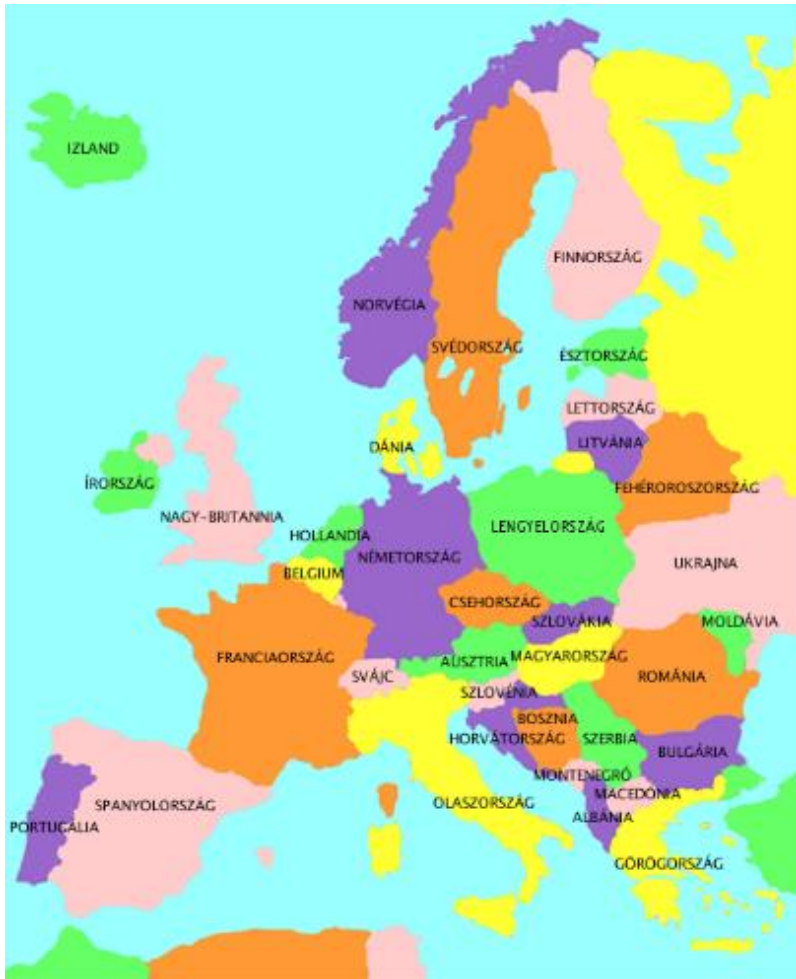 IZLAND
FINNORSZÁG
NORVÉGIA
SVÉDORSZÁG
ÉSZTORSZÁG
LETTORSZÁG
DÁNIA
LITVÁNIA
ÍRORSZÁG
FEHÉROROSZORSZÁG
NAGY-BRITANNIA
LENGYELORSZÁG
HOLLANDIA
NÉMETORSZÁG
UKRAJNA
BELGIUM
CSEHORSZÁG
SZLOVÁKIA
MOLDÁVIA
FRANCIAORSZÁG
AUSZTRIA
MAGYARORSZÁG
SVÁJC
ROMÁNIA
SZLOVÉNIA
BOSZNIA
HORVÁTORSZÁG
SZERBIA
BULGÁRIA
MONTENEGRÓ
MACEDÓNIA
SPANYOLORSZÁG
OLASZORSZÁG
ALBÁNIA
PORTUGÁLIA
GÖRÖGORSZÁG